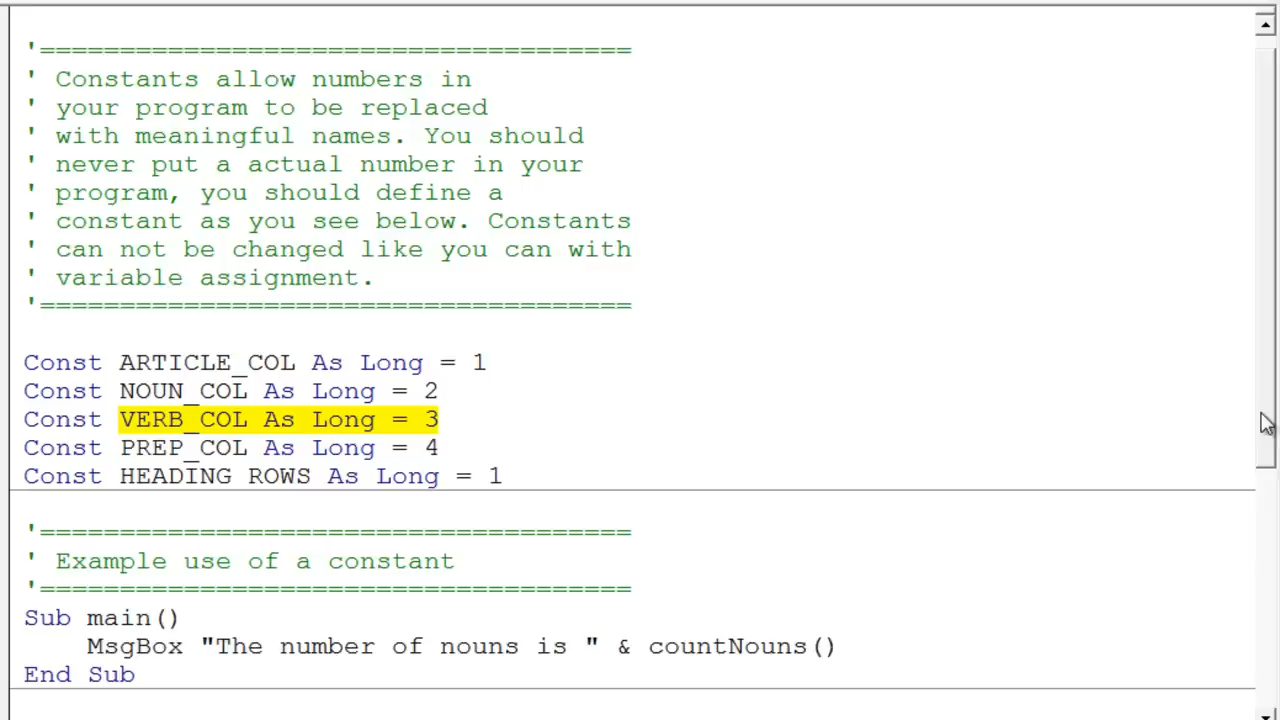 '=====================================
' Constants allow numbers in
' your program to be replaced
' with meaningful names. You should
' never put a actual number in your
' program, you should define a
' constant as you see below. Constants
' can not be changed like you can with
' variable assignment.
'=====================================
Const ARTICLE_COL As Long = 1
Const NOUN_COL As Long = 2
Const VERB_COL As Long = 3
Const PREP_COL As Long = 4
Const HEADING_ROWS As Long = 1
'=====================================
' Example use of a constant
'=====================================
Sub main()
MsgBox "The number of nouns is " & countNouns()
End Sub